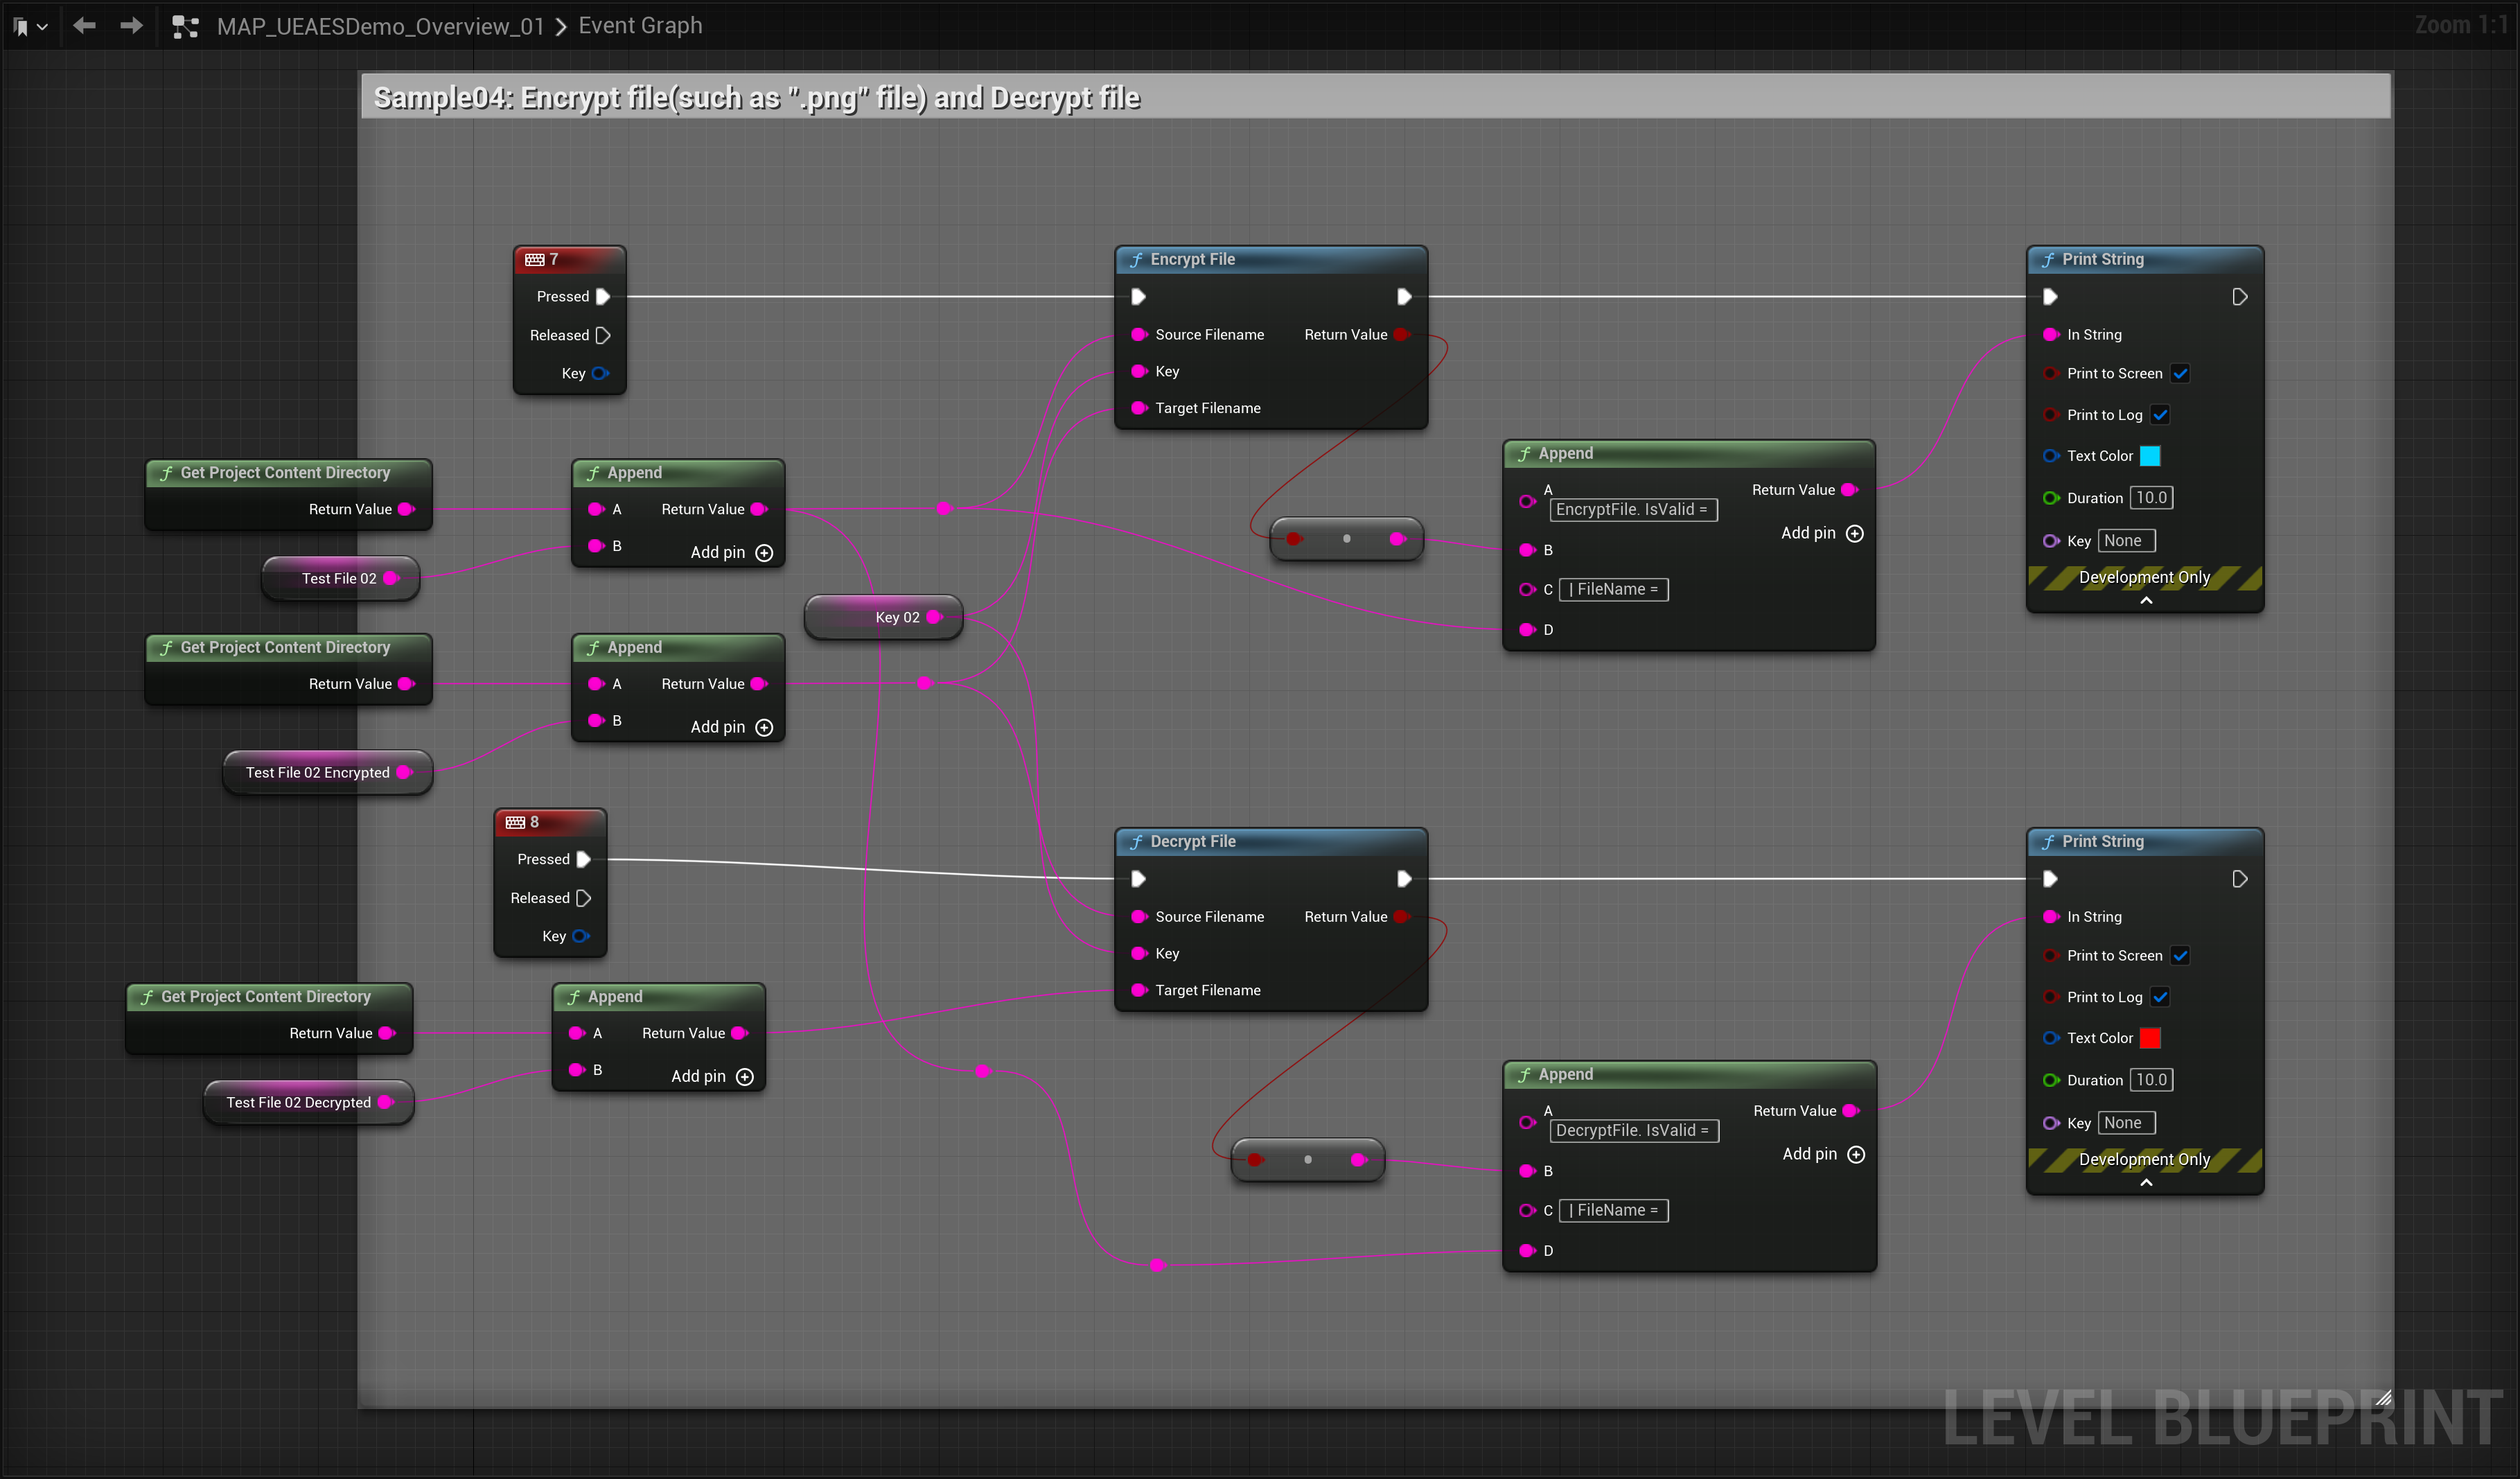 MAP_UEAESDemo_Overview_01 > Event Graph
Zoom 1:1
Sample04: Encrypt file(such as ".png" file) and Decrypt file
7
Pressed
Released
Key
Encrypt File
Source Filename
Return Value
Key
Target Filename
Print String
In String
Print to Screen
Print to Log
Text Color
Duration 10.0
Key None
Development Only
Get Project Content Directory
Return Value
Test File 02
Append
A
Return Value
B
Add pin
Key 02
Append
A
EncryptFile. IsValid =
Return Value
Add pin
B
C | FileName =
D
Get Project Content Directory
Return Value
Test File 02 Encrypted
Append
A
Return Value
B
Add pin
8
Pressed
Released
Key
Decrypt File
Source Filename
Return Value
Key
Target Filename
Print String
In String
Print to Screen
Print to Log
Text Color
Duration 10.0
Key None
Development Only
Get Project Content Directory
Return Value
Test File 02 Decrypted
Append
A
Return Value
B
Add pin
Append
A
DecryptFile. IsValid =
Return Value
Add pin
B
C | FileName =
D
LEVEL BLUEPRINT